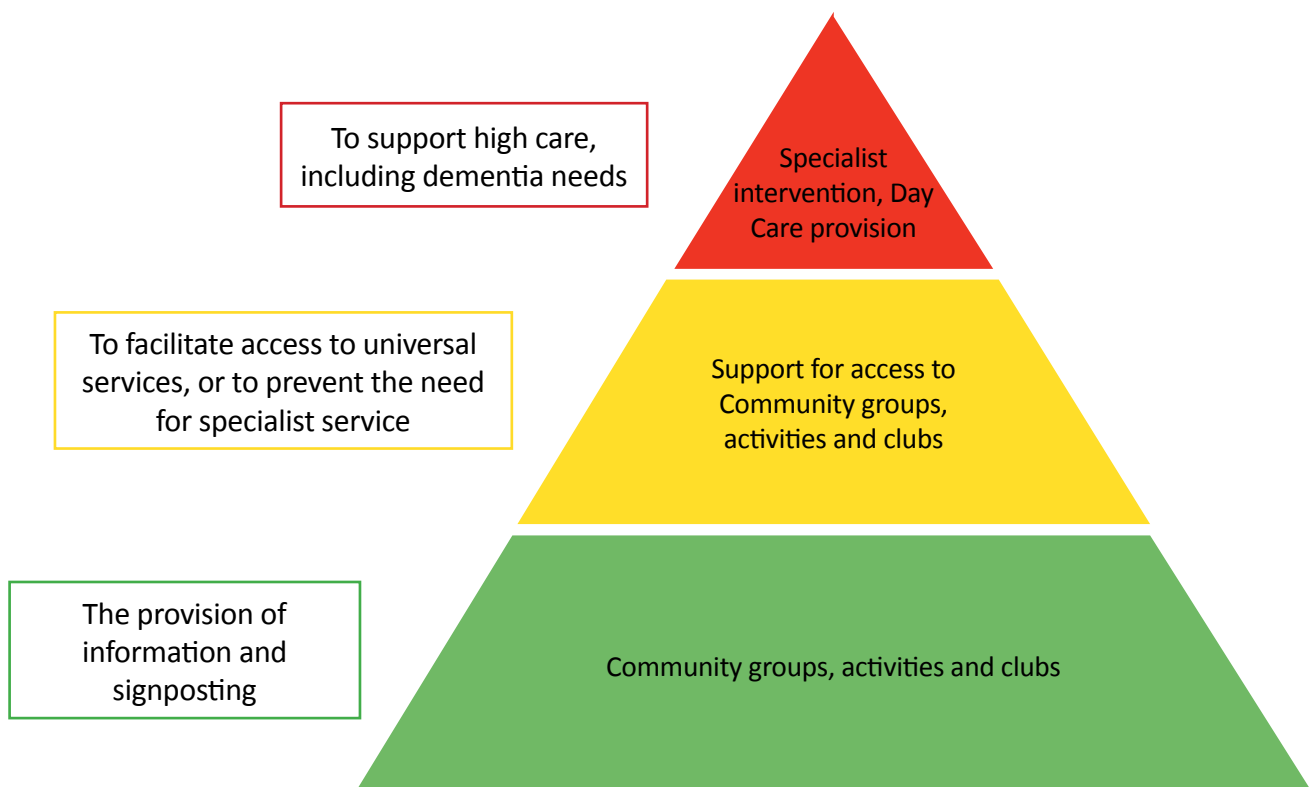 To support high care,
including dementia needs
Specialist
intervention, Day
Care provision
To facilitate access to universal
services, or to prevent the need
for specialist service
Support for access to
Community groups,
activities and clubs
The provision of
information and
signposting
Community groups, activities and clubs